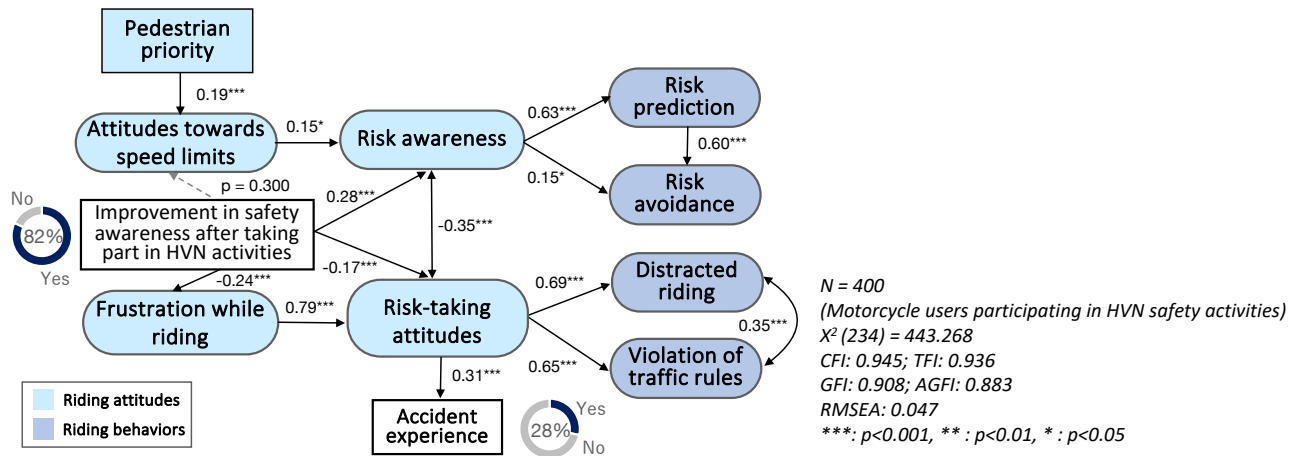 Pedestrian
priority
0.19***
Attitudes towards
speed limits
0.15*
Risk awareness
0.63***
Risk
prediction
0.60***
0.15*
Risk
avoidance
p = 0.300
No
82%
Yes
Improvement in safety
awareness after taking
part in HVN activities
0.28***
-0.35***
-0.17***
-0.24***
Frustration while
riding
0.79***
Risk-taking
attitudes
0.69***
Distracted
riding
0.35***
0.65***
Violation of
traffic rules
0.31***
Accident
experience
28%
Yes
No
Riding attitudes
Riding behaviors
N = 400
(Motorcycle users participating in HVN safety activities)
X² (234) = 443.268
CFI: 0.945; TFI: 0.936
GFI: 0.908; AGFI: 0.883
RMSEA: 0.047
***: p<0.001, ** : p<0.01, * : p<0.05